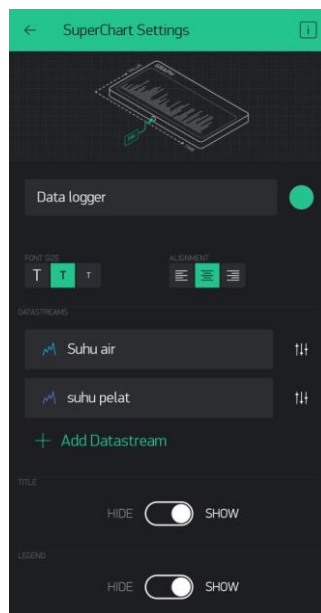 SuperChart Settings
i
GRAPH
Data logger
FONT SIZE
ALIGNMENT
T T T
DATASTREAMS
Suhu air
suhu pelat
+ Add Datastream
TITLE
HIDE SHOW
LEGEND
HIDE SHOW